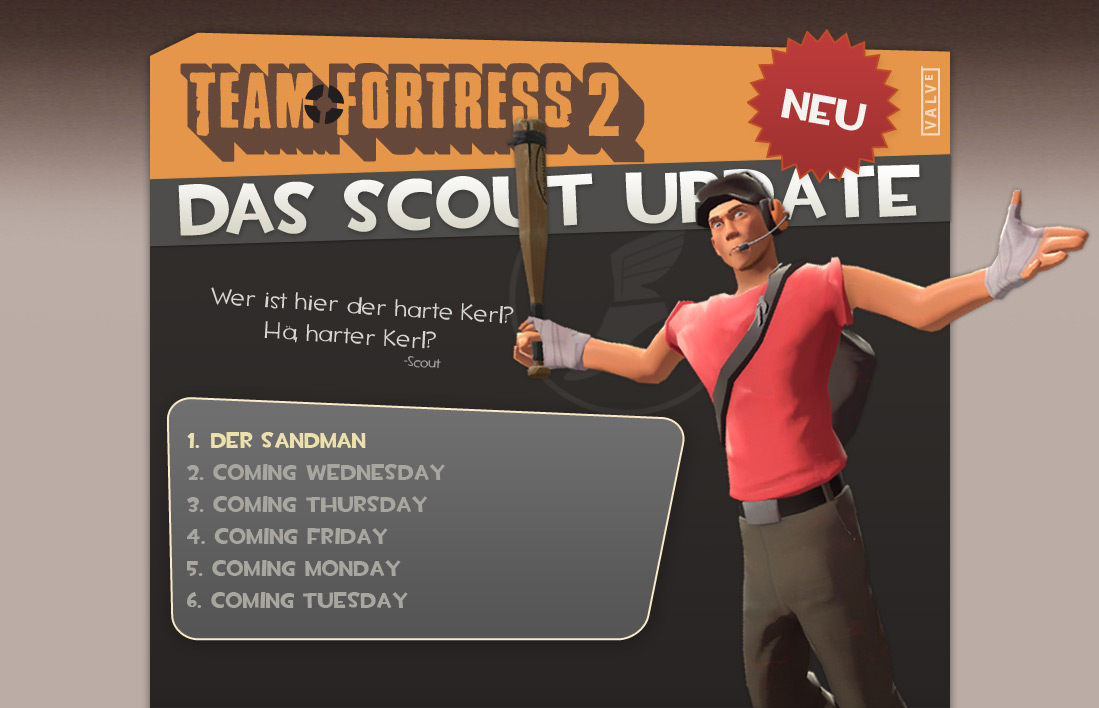 TEAM FORTRESS 2
NEU
VALVE
DAS SCOUT UPDATE
Wer ist hier der harte Kerl?
Hä, harter Kerl?
-Scout
1. DER SANDMAN
2. COMING WEDNESDAY
3. COMING THURSDAY
4. COMING FRIDAY
5. COMING MONDAY
6. COMING TUESDAY